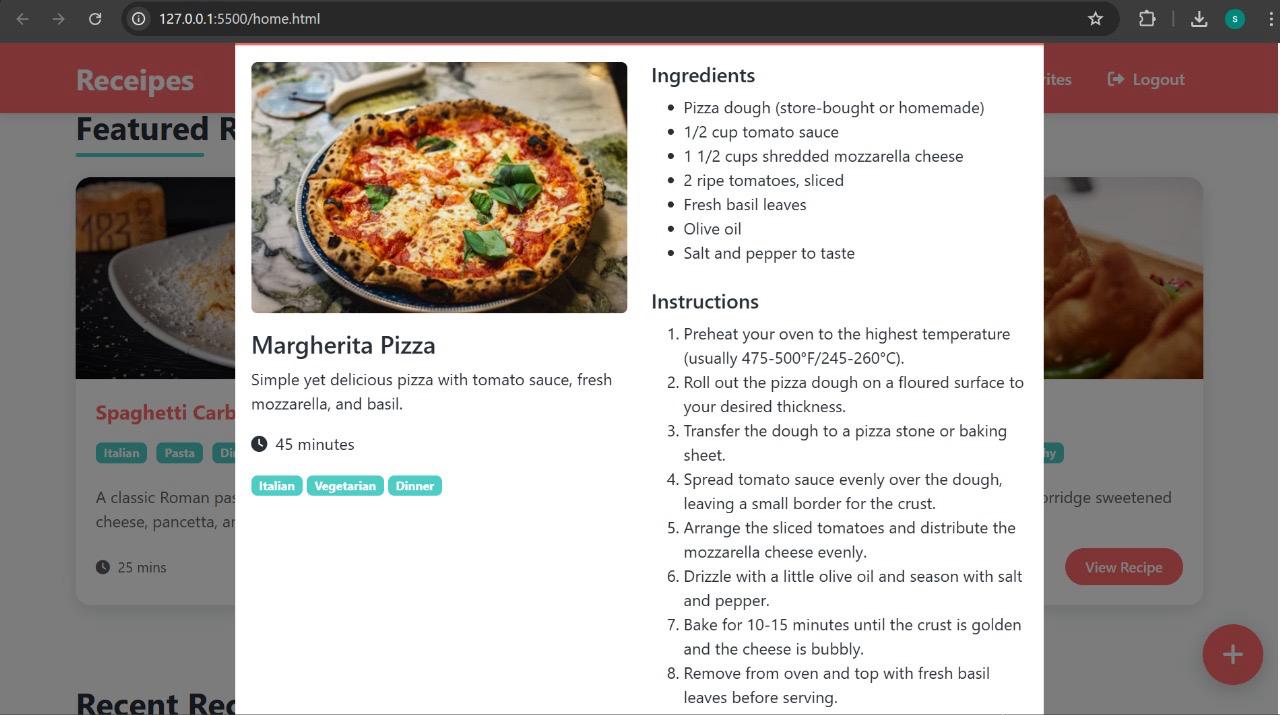 127.0.0.1:5500/home.html
s
Receipes
rites
Logout
Featured R
183
Spaghetti Carb
Italian
Pasta
Di
A classic Roman pas
cheese, pancetta, ar
25 mins
Recent Rec
Margherita Pizza
Simple yet delicious pizza with tomato sauce, fresh
mozzarella, and basil.
45 minutes
Italian
Vegetarian
Dinner
Ingredients
Pizza dough (store-bought or homemade)
1/2 cup tomato sauce
1 1/2 cups shredded mozzarella cheese
2 ripe tomatoes, sliced
Fresh basil leaves
Olive oil
Salt and pepper to taste
Instructions
1. Preheat your oven to the highest temperature
(usually 475-500°F/245-260°C).
2. Roll out the pizza dough on a floured surface to
your desired thickness.
3. Transfer the dough to a pizza stone or baking
sheet.
4. Spread tomato sauce evenly over the dough,
leaving a small border for the crust.
5. Arrange the sliced tomatoes and distribute the
mozzarella cheese evenly.
6. Drizzle with a little olive oil and season with salt
and pepper.
7. Bake for 10-15 minutes until the crust is golden
and the cheese is bubbly.
8. Remove from oven and top with fresh basil
leaves before serving.
hy
orridge sweetened
View Recipe
+